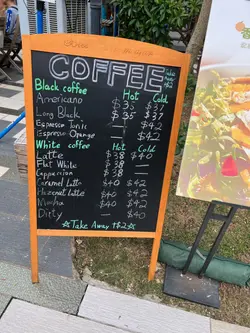 COFFEE
Black coffee Hot Cold
Americano $35 $37
Long Black $35 $37
Espresso Tonic — $42
Espresso Orange — $42
White coffee Hot Cold
Latte $38 $40
Flat White $38 —
Cappuccino $38 —
Caramel Latte $40 $42
Hazelnut Latte $40 $42
Mocha $40 $42
Dirty — $40
☆Take Away +$2☆